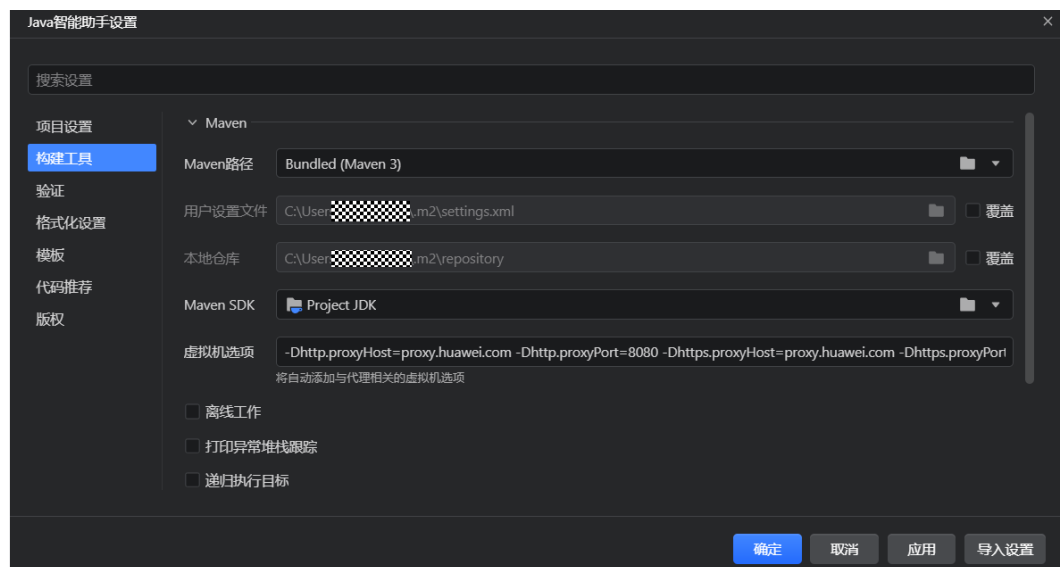 Java智能助手设置
搜索设置
项目设置
构建工具
验证
格式化设置
模板
代码推荐
版权
Maven
Maven路径 Bundled (Maven 3)
用户设置文件 C:\User .m2\settings.xml 覆盖
本地仓库 C:\User .m2\repository 覆盖
Maven SDK Project JDK
虚拟机选项 -Dhttp.proxyHost=proxy.huawei.com -Dhttp.proxyPort=8080 -Dhttps.proxyHost=proxy.huawei.com -Dhttps.proxyPort
将自动添加与代理相关的虚拟机选项
离线工作
打印异常堆栈跟踪
递归执行目标
确定 取消 应用 导入设置